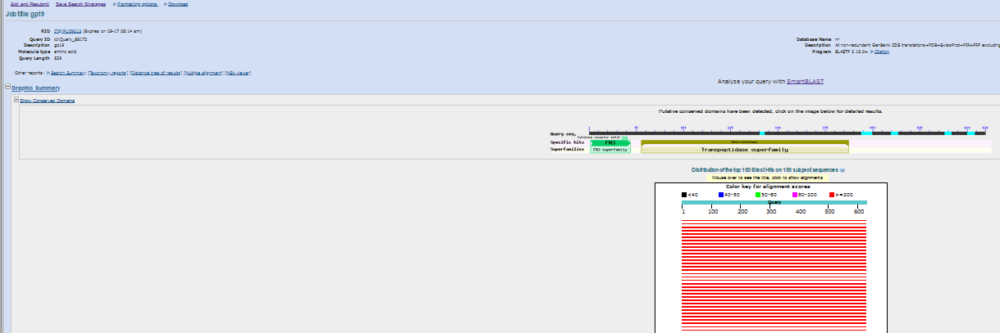 Edit and Resubmit Save Search Strategies Formatting options Download
Job title: gp19
RID J79YPU59013 (Expires on 09-17 05:14 am)
Query ID lcl|Query_88172
Description gp19
Molecule type amino acid
Query Length 629
Database Name nr
Description All non-redundant GenBank CDS translations+PDB+SwissProt+PIR+PRF excluding
Program BLASTP 2.13.0+ Citation
Other reports: Search Summary [Taxonomy reports] [Distance tree of results] [Multiple alignment] [MSA viewer]
Analyze your query with SmartBLAST
Graphic Summary
Show Conserved Domains
Putative conserved domains have been detected, click on the image below for detailed results.
1 75 150 225 300 375 450 525 600 629
Query seq.
Cytokine receptor motif
Specific hits FN3
Superfamilies FN3 superfamily Transpeptidase superfamily
Distribution of the top 100 Blast Hits on 100 subject sequences
Mouse over to see the title, click to show alignments
Color key for alignment scores
<40 40-50 50-80 80-200 >=200
Query
1 100 200 300 400 500 600